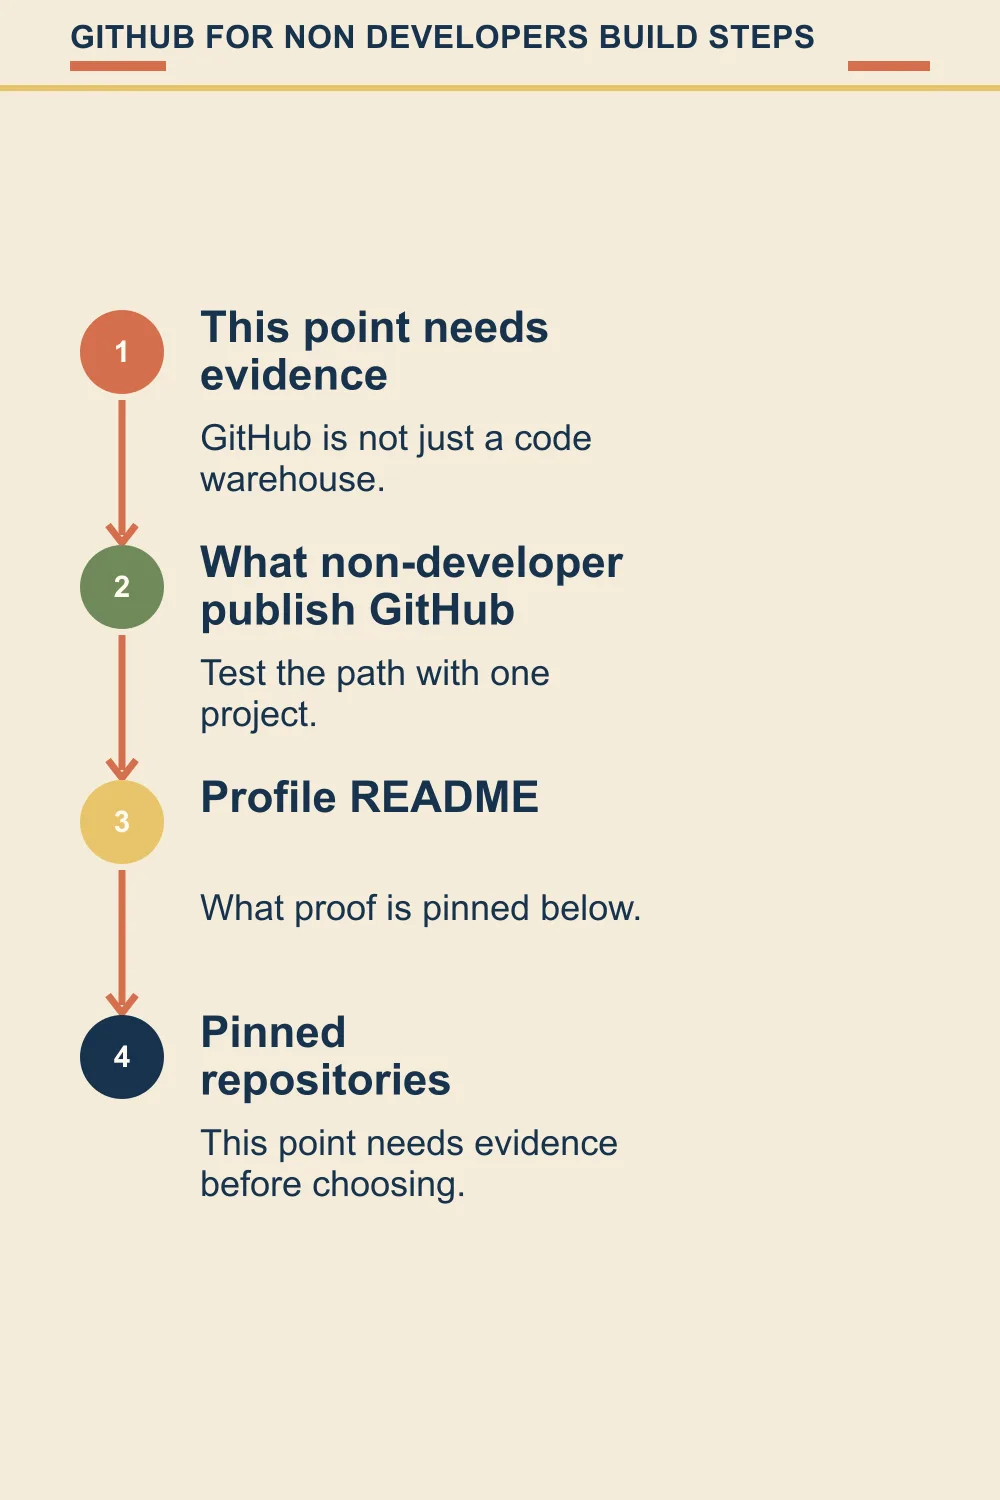 GITHUB FOR NON DEVELOPERS BUILD STEPS
1
This point needs
evidence
GitHub is not just a code
warehouse.
2
What non-developer
publish GitHub
Test the path with one
project.
3
Profile README
What proof is pinned below.
4
Pinned
repositories
This point needs evidence
before choosing.